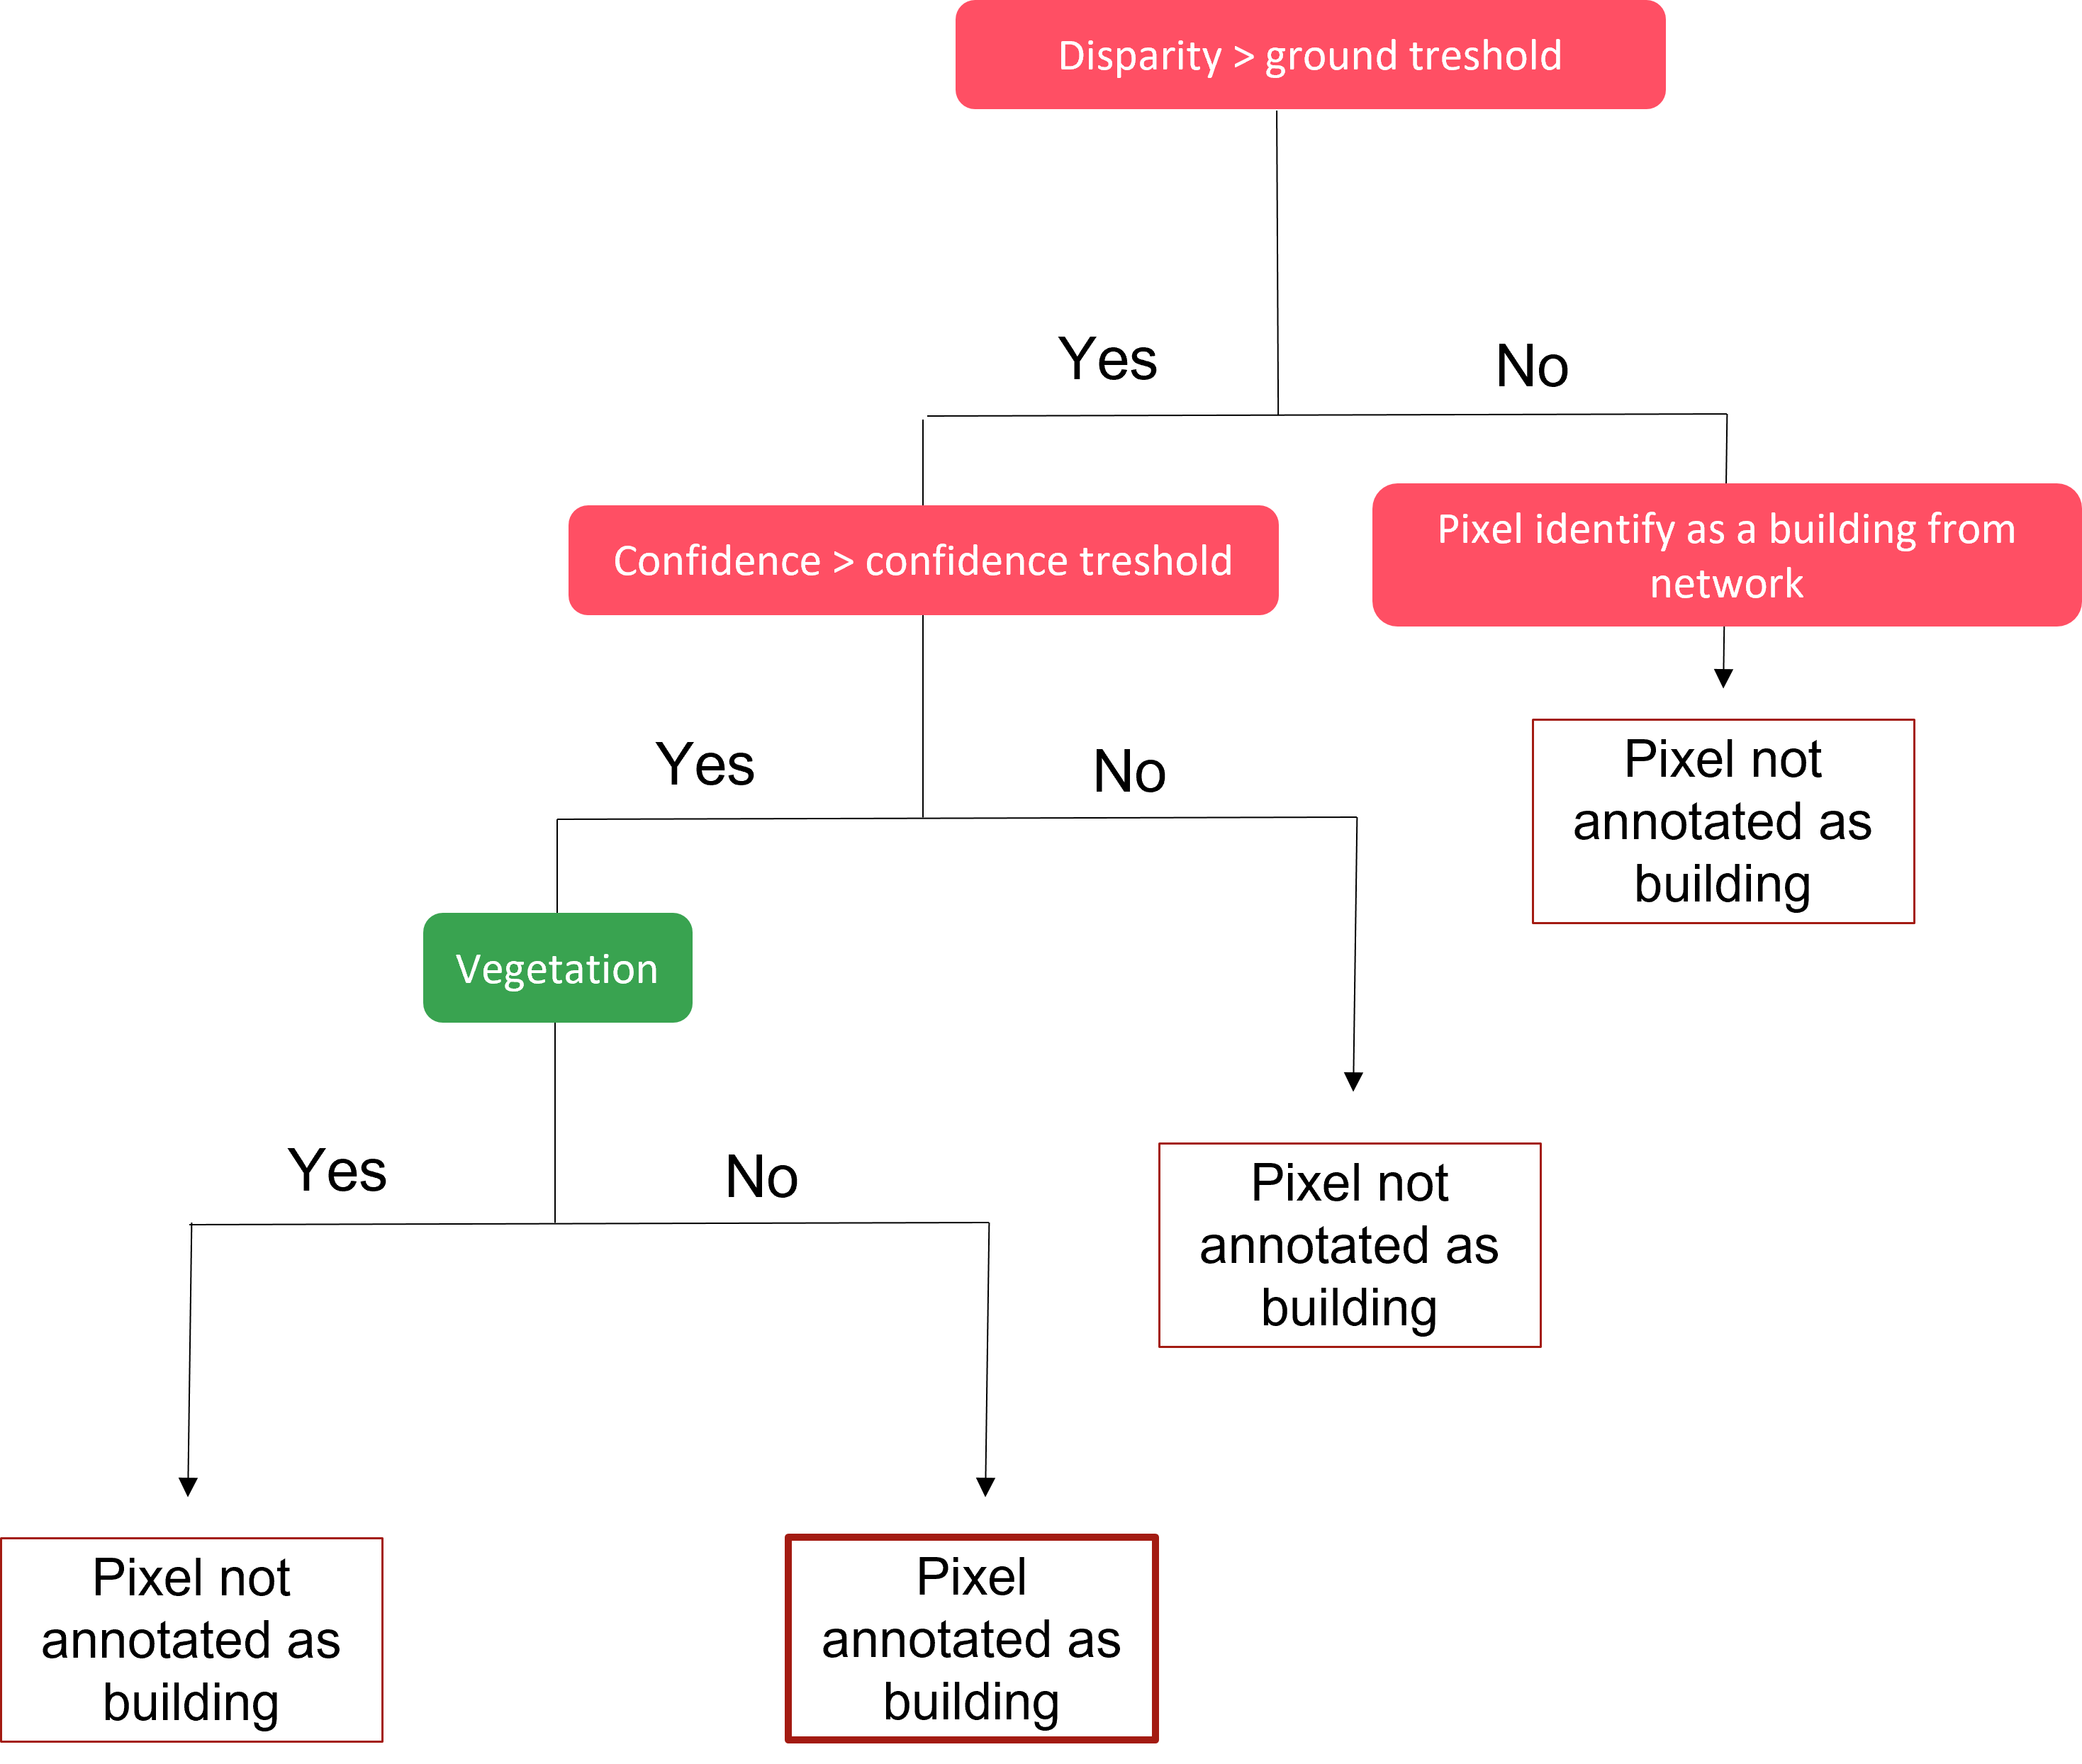 Disparity > ground treshold
Yes
No
Confidence > confidence treshold
Pixel identify as a building from
network
Pixel not
annotated as
building
Yes
No
Vegetation
Pixel not
annotated as
building
Yes
No
Pixel not
annotated as
building
Pixel
annotated as
building